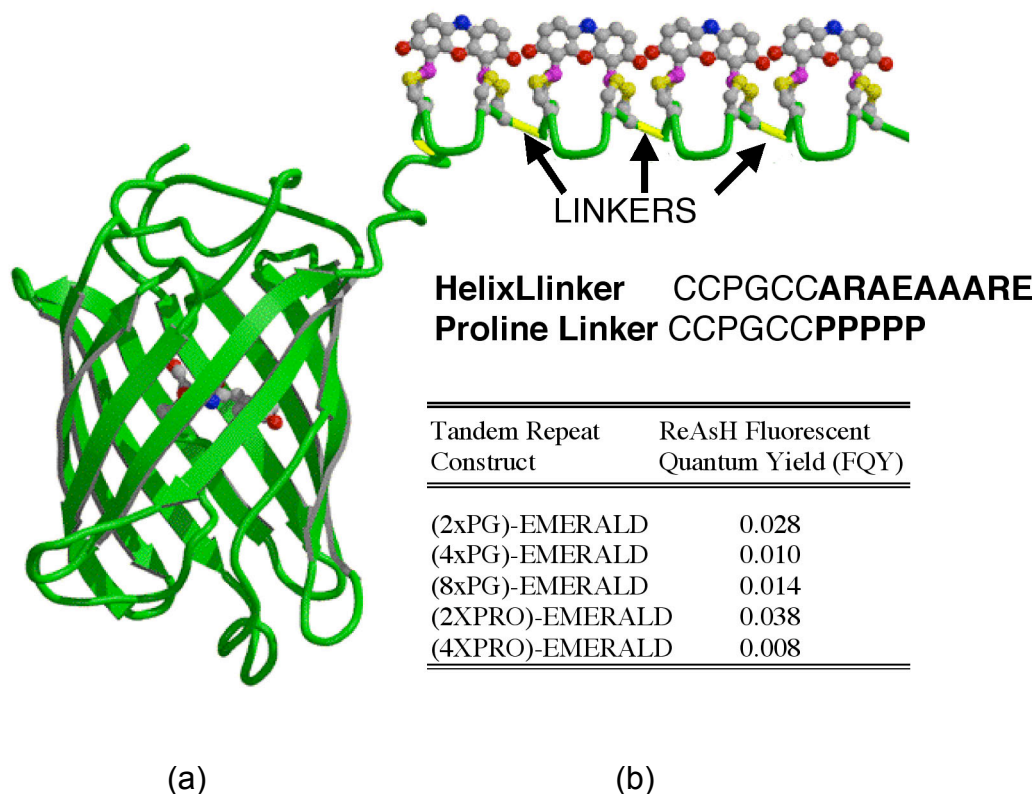 LINKERS
HelixLlinker CCPGCCARAEAAARE
Proline Linker CCPGCCPPPPP
Tandem Repeat ReAsH Fluorescent
Construct Quantum Yield (FQY)
(2xPG)-EMERALD 0.028
(4xPG)-EMERALD 0.010
(8xPG)-EMERALD 0.014
(2XPRO)-EMERALD 0.038
(4XPRO)-EMERALD 0.008
(a) (b)